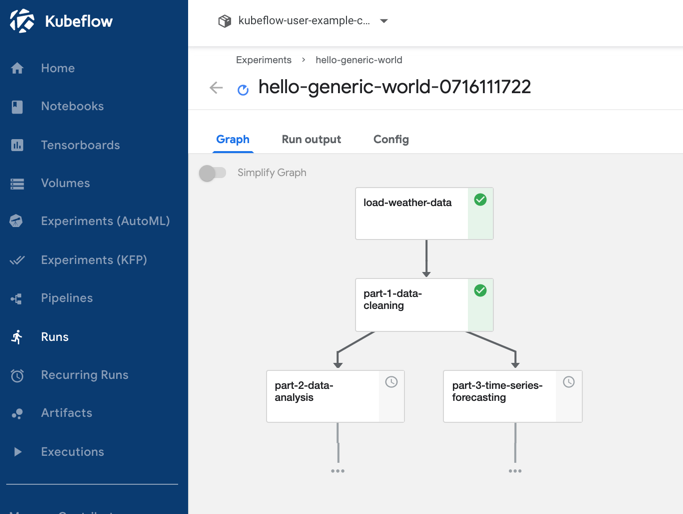 Kubeflow
kubeflow-user-example-c...
Home
Notebooks
Tensorboards
Volumes
Experiments (AutoML)
Experiments (KFP)
Pipelines
Runs
Recurring Runs
Artifacts
Executions
Experiments > hello-generic-world
hello-generic-world-0716111722
Graph Run output Config
Simplify Graph
load-weather-data
part-1-data-
cleaning
part-2-data-
analysis
part-3-time-series-
forecasting